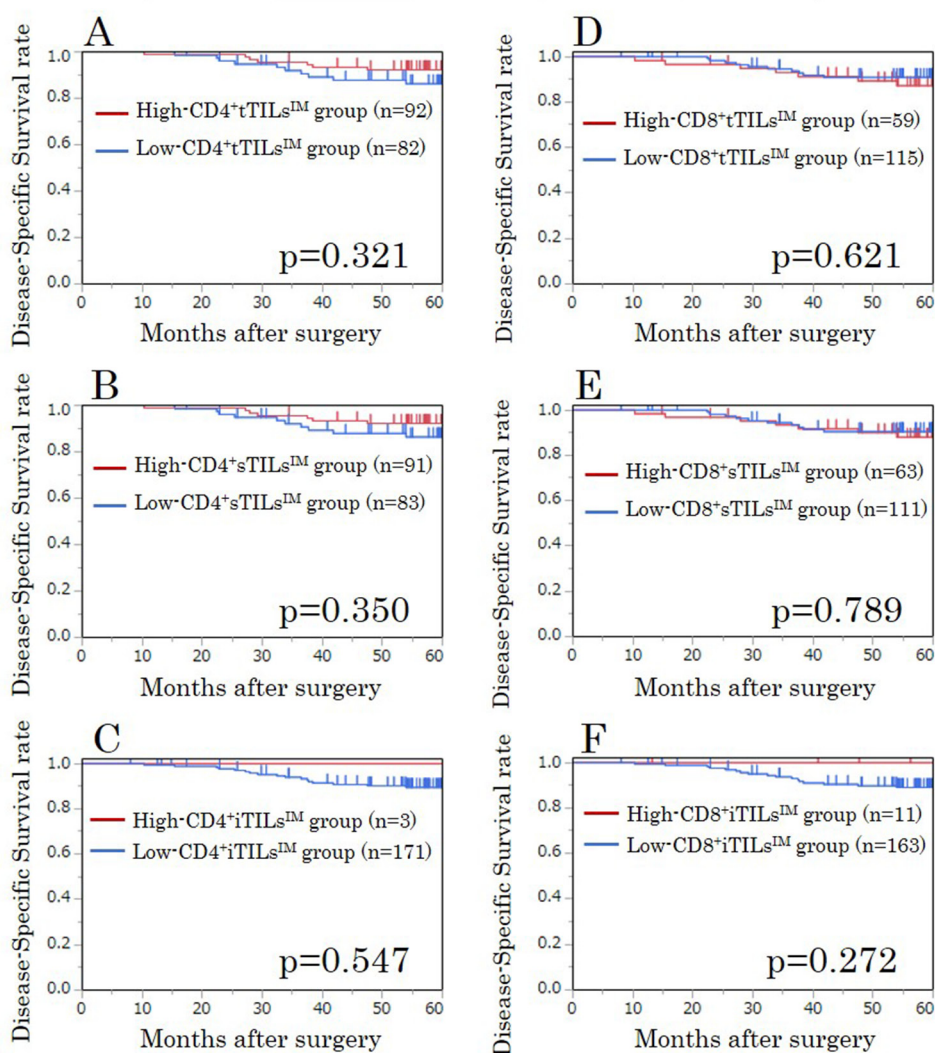 A
Disease-Specific Survival rate
1.0
0.8
0.6
0.4
0.2
0.0
High-CD4⁺tTILsᴵᴹ group (n=92)
Low-CD4⁺tTILsᴵᴹ group (n=82)
p=0.321
0 10 20 30 40 50 60
Months after surgery
D
Disease-Specific Survival rate
1.0
0.8
0.6
0.4
0.2
0.0
High-CD8⁺tTILsᴵᴹ group (n=59)
Low-CD8⁺tTILsᴵᴹ group (n=115)
p=0.621
0 10 20 30 40 50 60
Months after surgery
B
Disease-Specific Survival rate
1.0
0.8
0.6
0.4
0.2
0.0
High-CD4⁺sTILsᴵᴹ group (n=91)
Low-CD4⁺sTILsᴵᴹ group (n=83)
p=0.350
0 10 20 30 40 50 60
Months after surgery
E
Disease-Specific Survival rate
1.0
0.8
0.6
0.4
0.2
0.0
High-CD8⁺sTILsᴵᴹ group (n=63)
Low-CD8⁺sTILsᴵᴹ group (n=111)
p=0.789
0 10 20 30 40 50 60
Months after surgery
C
Disease-Specific Survival rate
1.0
0.8
0.6
0.4
0.2
0.0
High-CD4⁺iTILsᴵᴹ group (n=3)
Low-CD4⁺iTILsᴵᴹ group (n=171)
p=0.547
0 10 20 30 40 50 60
Months after surgery
F
Disease-Specific Survival rate
1.0
0.8
0.6
0.4
0.2
0.0
High-CD8⁺iTILsᴵᴹ group (n=11)
Low-CD8⁺iTILsᴵᴹ group (n=163)
p=0.272
0 10 20 30 40 50 60
Months after surgery